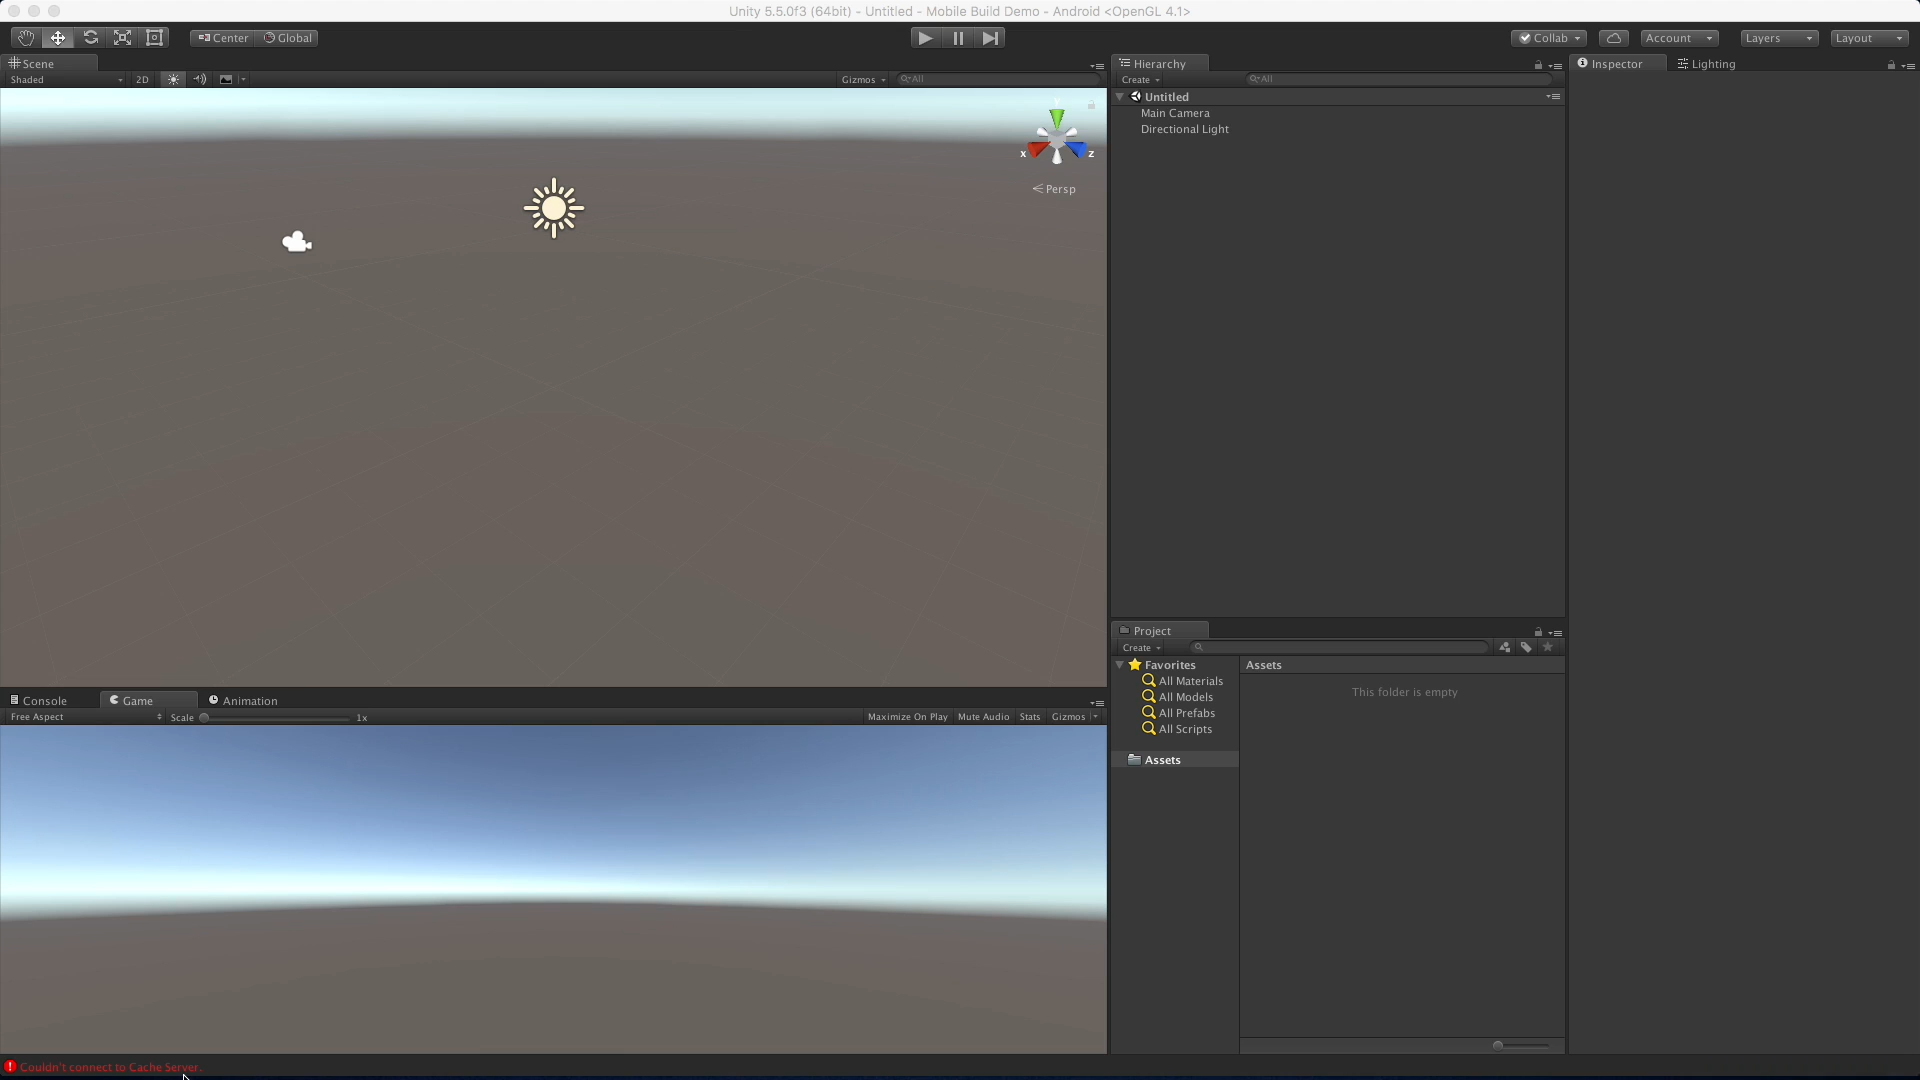 Unity 5.5.0f3 (64bit) - Untitled - Mobile Build Demo - Android <OpenGL 4.1>
Center Global Collab Account Layers Layout
Scene
Shaded 2D Gizmos All
x z
Persp
Hierarchy
Create All
Untitled
Main Camera
Directional Light
Inspector Lighting
Console Game Animation
Free Aspect Scale 1x Maximize On Play Mute Audio Stats Gizmos
Project
Create
Favorites
All Materials
All Models
All Prefabs
All Scripts
Assets
Assets
This folder is empty
Couldn't connect to Cache Server.